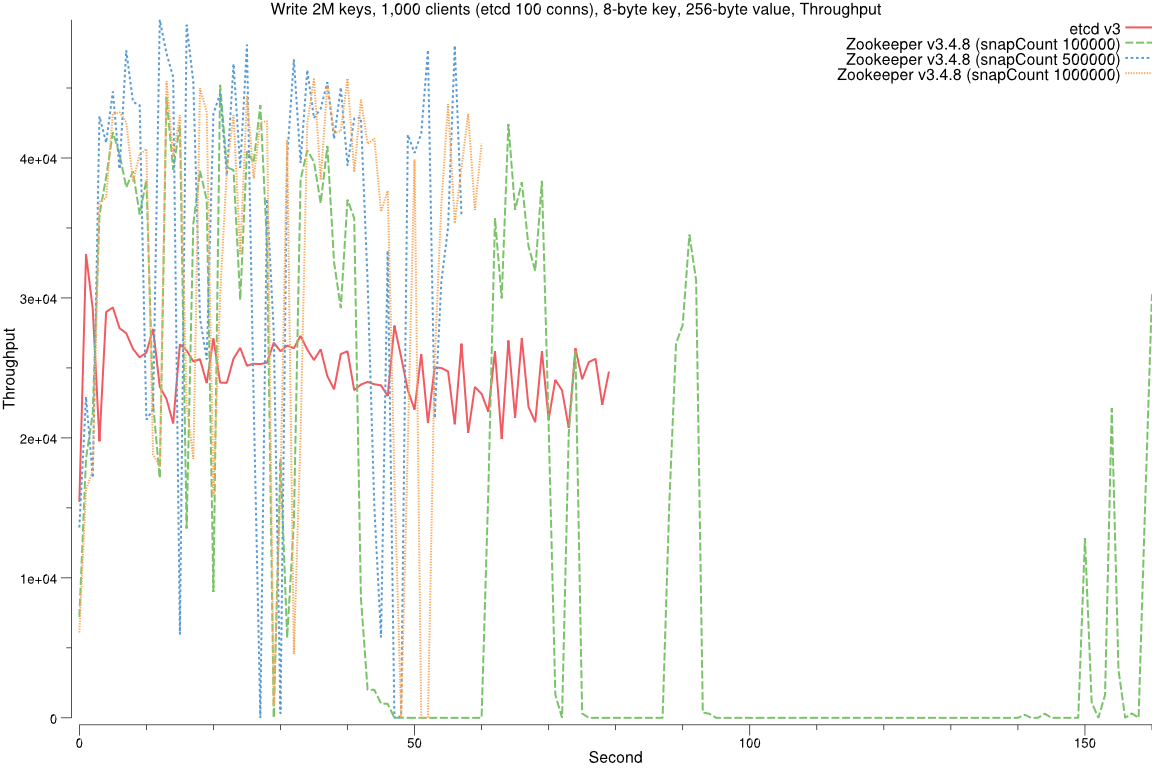 Write 2M keys, 1,000 clients (etcd 100 conns), 8-byte key, 256-byte value, Throughput
etcd v3
Zookeeper v3.4.8 (snapCount 100000)
Zookeeper v3.4.8 (snapCount 500000)
Zookeeper v3.4.8 (snapCount 1000000)
Throughput
4e+04
3e+04
2e+04
1e+04
0
0
50
100
150
Second